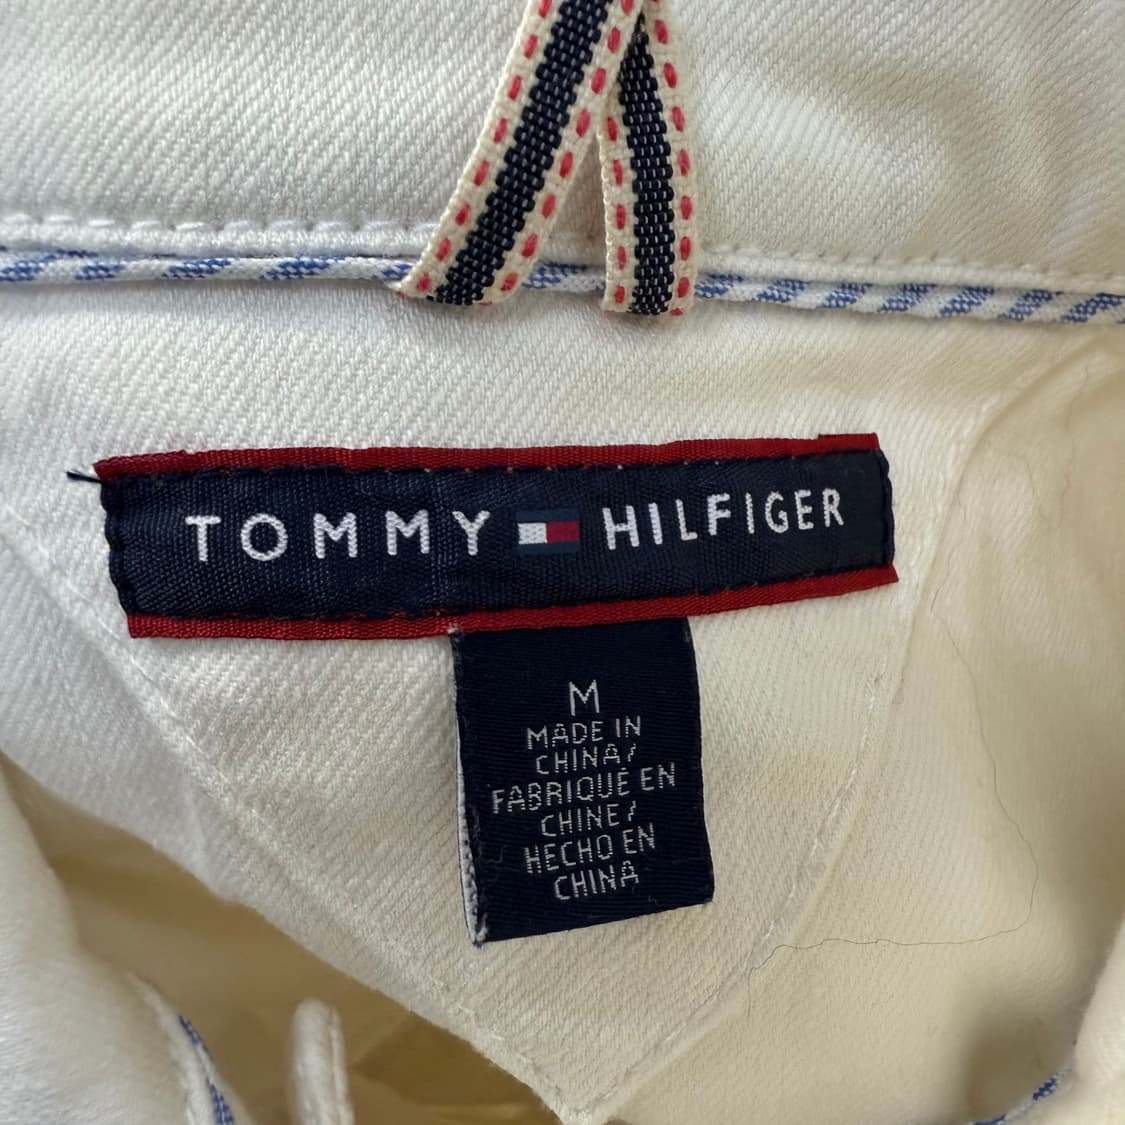 TOMMY HILFIGER
M
MADE IN
CHINA/
FABRIQUÉ EN
CHINE/
HECHO EN
CHINA